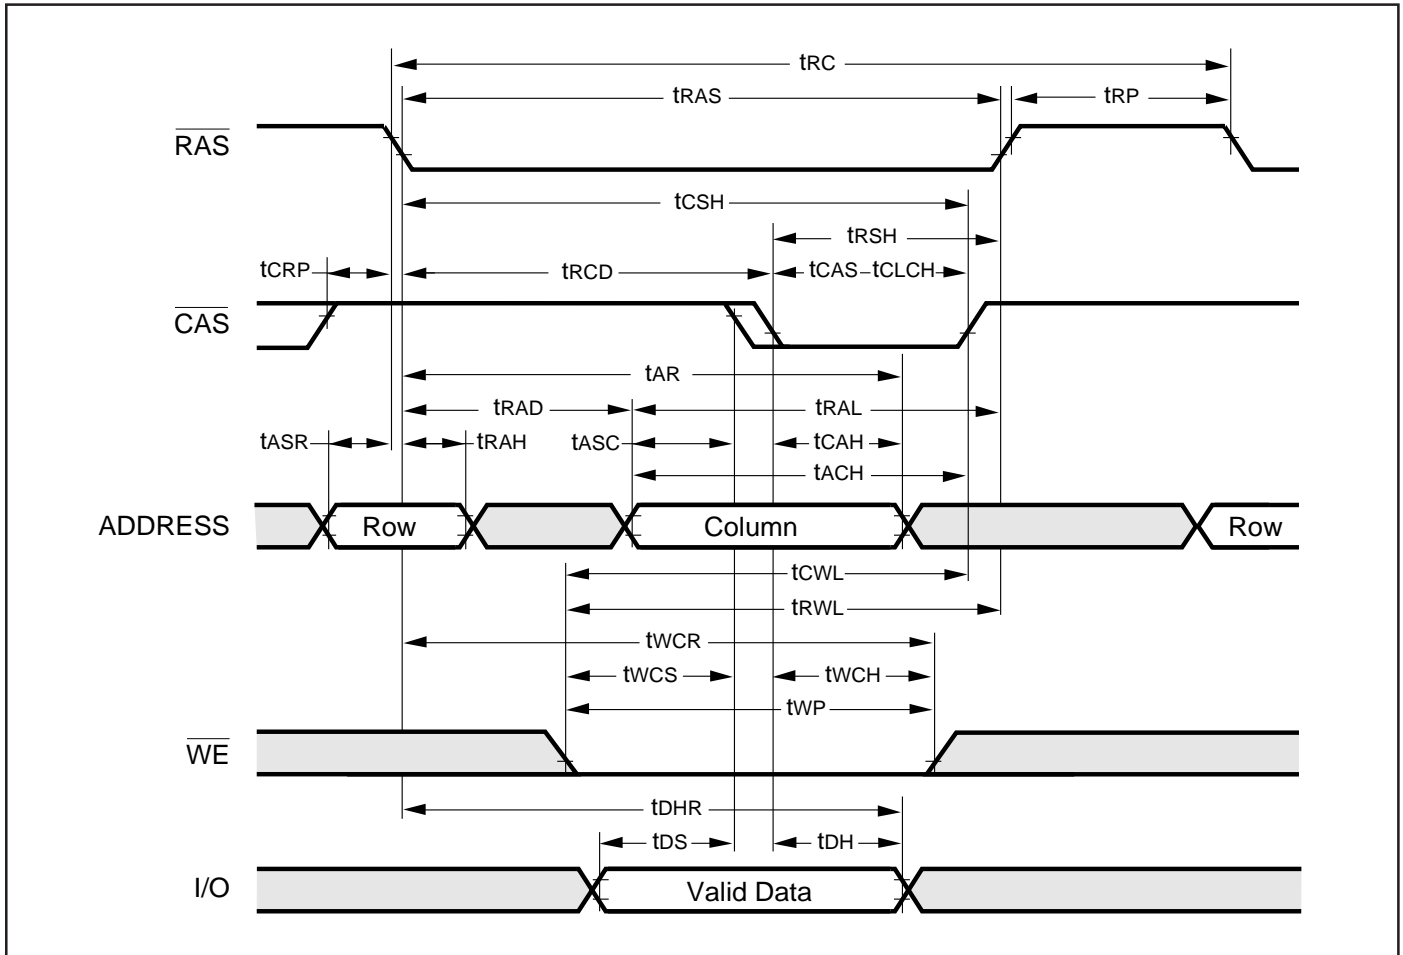 tRC
tRAS
tRP
RAS
tCSH
tRSH
tCRP
tRCD
tCAS
tCLCH
CAS
tAR
tRAD
tRAL
tASR
tRAH
tASC
tCAH
tACH
ADDRESS
Row
Column
Row
tCWL
tRWL
tWCR
tWCS
tWCH
tWP
WE
tDHR
tDS
tDH
I/O
Valid Data